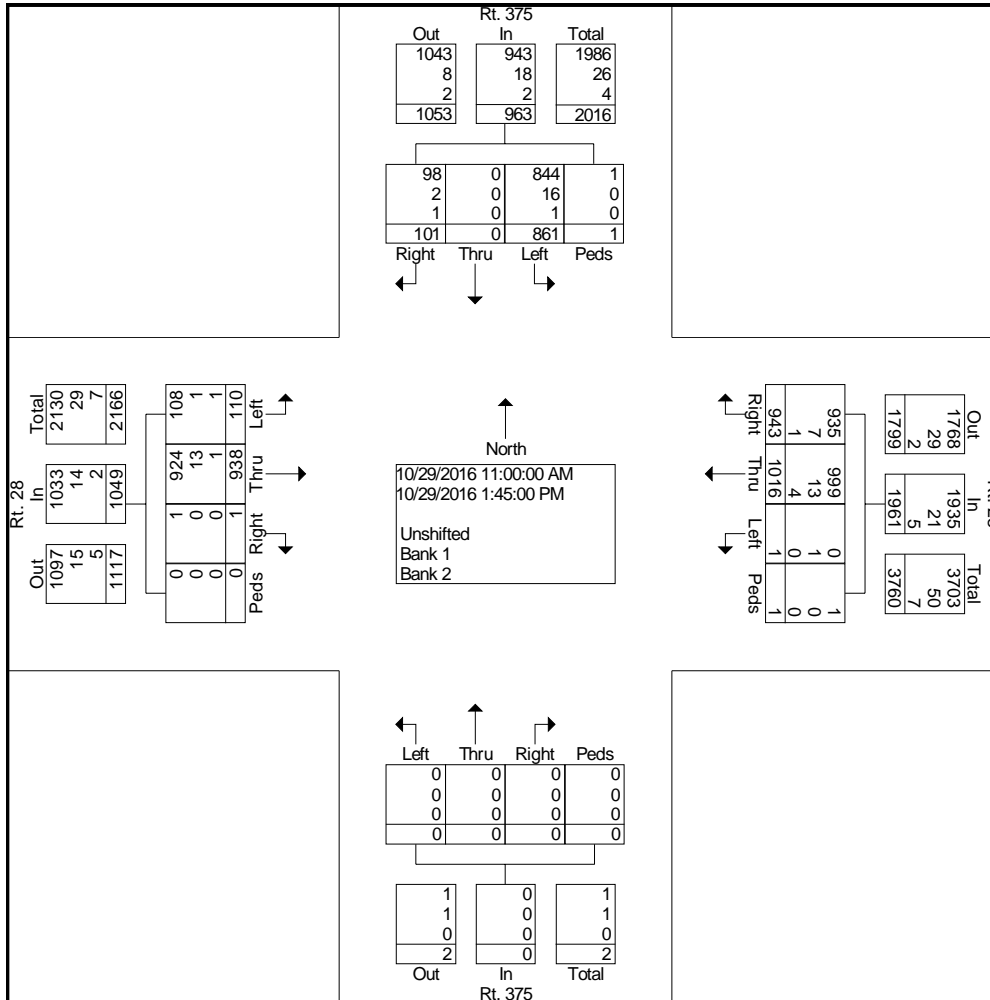 Rt. 375
Out In Total
1043 943 1986
8 18 26
2 2 4
1053 963 2016
98 0 844 1
2 0 16 0
1 0 1 0
101 0 861 1
Right Thru Left Peds
Rt. 28
Total
2130
29
7
2166
In
1033
14
2
1049
Out
1097
15
5
1117
108
1
1
110
Left
924
13
1
938
Thru
1
0
0
1
Right
0
0
0
0
Peds
North
10/29/2016 11:00:00 AM
10/29/2016 1:45:00 PM
Unshifted
Bank 1
Bank 2
Right
935
7
1
943
Thru
999
13
4
1016
Left
0
1
0
1
Peds
1
0
0
1
Out
1768
29
2
1799
In
1935
21
5
1961
Total
3703
50
7
3760
Left Thru Right Peds
0 0 0 0
0 0 0 0
0 0 0 0
0 0 0 0
1 0 1
1 0 1
0 0 0
2 0 2
Out In Total
Rt. 375